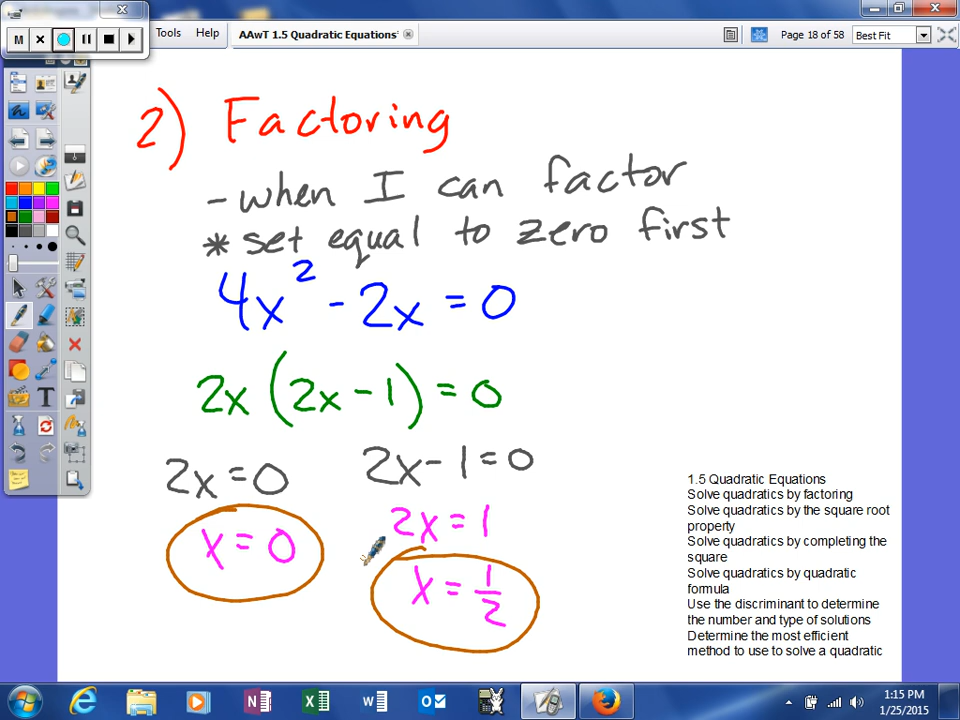 M
Tools Help AAwT 1.5 Quadratic Equations* Page 18 of 58 Best Fit
2) Factoring
- when I can factor
* set equal to zero first
4x² - 2x = 0
2x (2x - 1) = 0
2x = 0 2x - 1 = 0
2x = 1
x = 0
x = 1/2
1.5 Quadratic Equations
Solve quadratics by factoring
Solve quadratics by the square root
property
Solve quadratics by completing the
square
Solve quadratics by quadratic
formula
Use the discriminant to determine
the number and type of solutions
Determine the most efficient
method to use to solve a quadratic
1:15 PM
1/25/2015